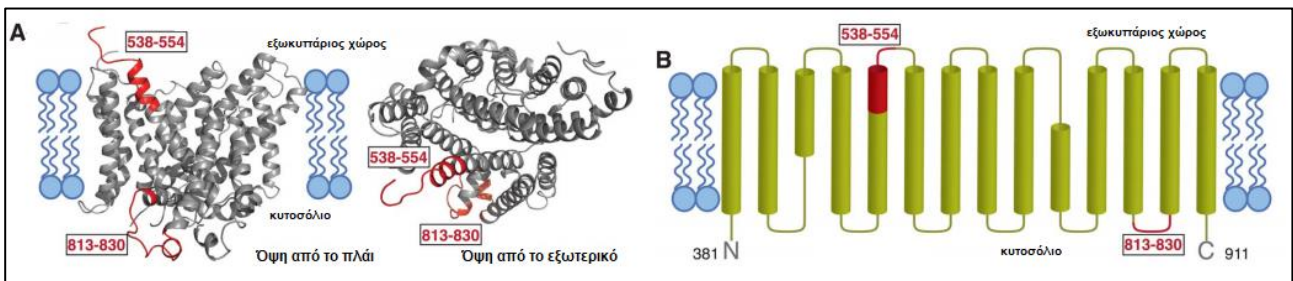 A
538-554
εξωκυττάριος χώρος
813-830
κυτοσόλιο
Όψη από το πλάι
538-554
813-830
Όψη από το εξωτερικό
B
538-554
εξωκυττάριος χώρος
381 N
κυτοσόλιο
813-830
C 911